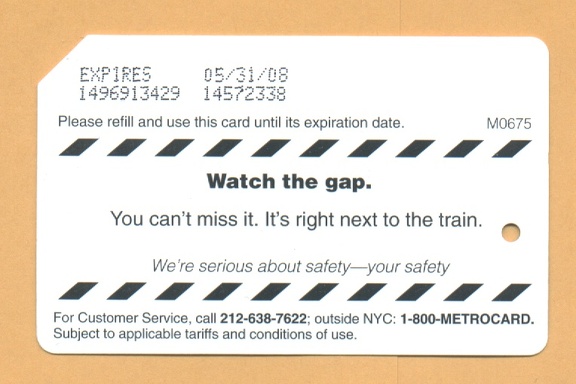 EXPIRES 05/31/08
1496913429 14572338
Please refill and use this card until its expiration date. M0675
Watch the gap.
You can't miss it. It's right next to the train.
We're serious about safety—your safety
For Customer Service, call 212-638-7622; outside NYC: 1-800-METROCARD.
Subject to applicable tariffs and conditions of use.